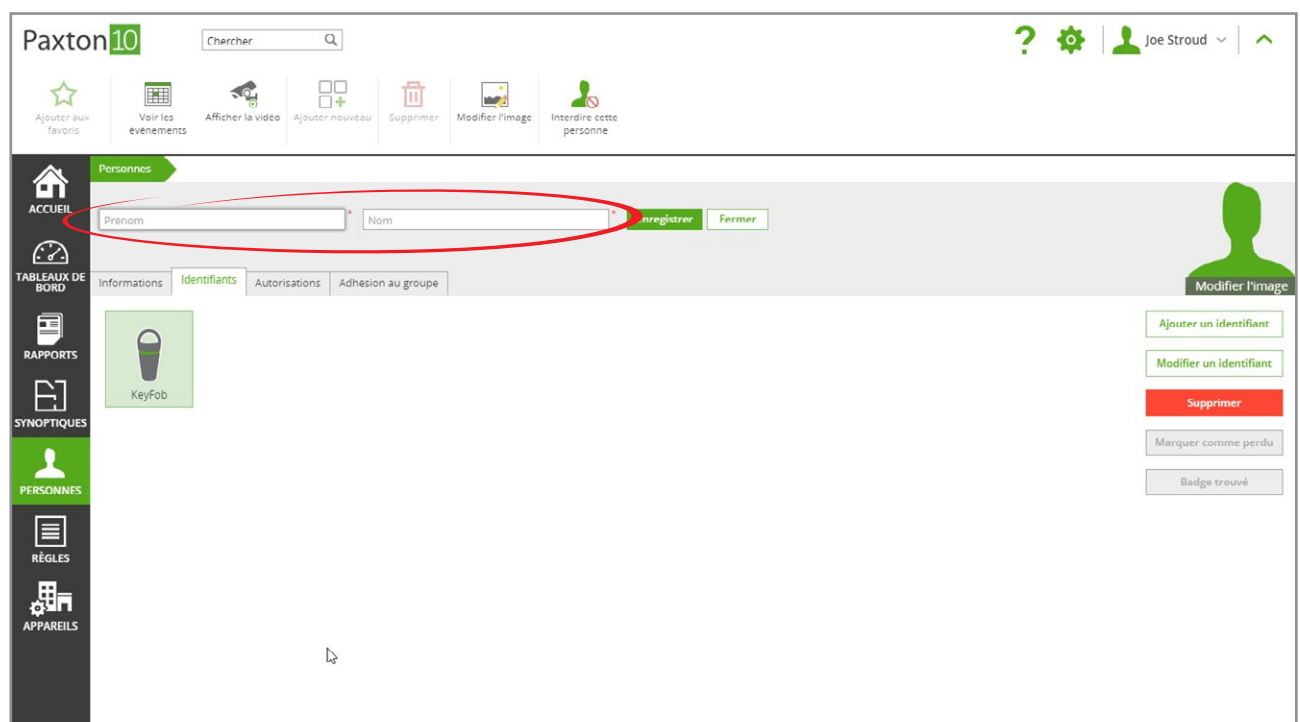 Paxton10
Chercher
Joe Stroud
Ajouter aux
favoris
Voir les
évènements
Afficher la vidéo
Ajouter nouveau
Supprimer
Modifier l'image
Interdire cette
personne
Personnes
ACCUEIL
Prénom
*
Nom
*
Enregistrer
Fermer
TABLEAUX DE
BORD
Informations
Identifiants
Autorisations
Adhésion au groupe
Modifier l'image
KeyFob
Ajouter un identifiant
RAPPORTS
Modifier un identifiant
Supprimer
SYNOPTIQUES
Marquer comme perdu
PERSONNES
Badge trouvé
RÈGLES
APPAREILS